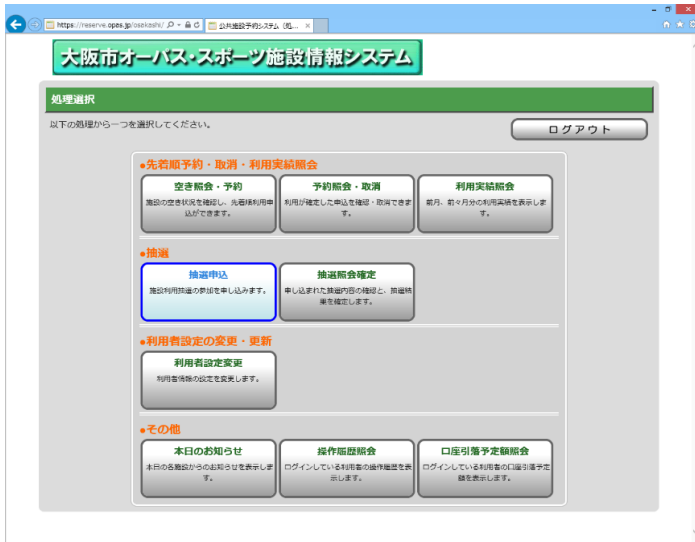 https://reserve.opas.jp/osakashi/
公共施設予約システム (処...
大阪市オーパス・スポーツ施設情報システム
処理選択
以下の処理から一つを選択してください。
ログアウト
●先着順予約・取消・利用実績照会
空き照会・予約
施設の空き状況を確認し、先着順利用申
込ができます。
予約照会・取消
利用が確定した申込を確認・取消できま
す。
利用実績照会
前月、前々月分の利用実績を表示しま
す。
●抽選
抽選申込
施設利用抽選の参加を申し込みます。
抽選照会確定
申し込まれた抽選内容の確認と、抽選結
果を確定します。
●利用者設定の変更・更新
利用者設定変更
利用者情報の設定を変更します。
●その他
本日のお知らせ
本日の各施設からのお知らせを表示しま
す。
操作履歴照会
ログインしている利用者の操作履歴を表
示します。
口座引落予定額照会
ログインしている利用者の口座引落予定
額を表示します。